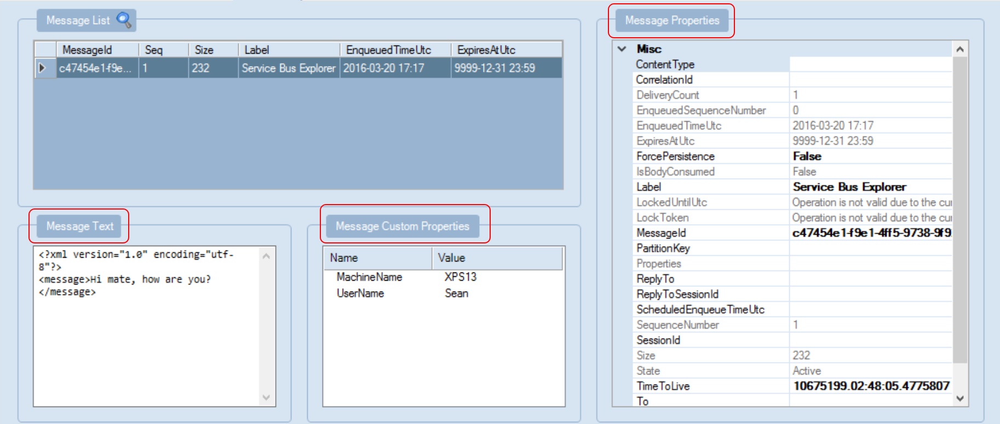 Message List
MessageId Seq Size Label EnqueuedTimeUtc ExpiresAtUtc
c47454e1-f9e... 1 232 Service Bus Explorer 2016-03-20 17:17 9999-12-31 23:59
Message Text
<?xml version="1.0" encoding="utf-
8"?>
<message>Hi mate, how are you?
</message>
Message Custom Properties
Name Value
MachineName XPS13
UserName Sean
Message Properties
Misc
ContentType
CorrelationId
DeliveryCount 1
EnqueuedSequenceNumber 0
EnqueuedTimeUtc 2016-03-20 17:17
ExpiresAtUtc 9999-12-31 23:59
ForcePersistence False
IsBodyConsumed False
Label Service Bus Explorer
LockedUntilUtc Operation is not valid due to the cur
LockToken Operation is not valid due to the cur
MessageId c47454e1-f9e1-4ff5-9738-9f9
PartitionKey
Properties
ReplyTo
ReplyToSessionId
ScheduledEnqueueTimeUtc
SequenceNumber 1
SessionId
Size 232
State Active
TimeToLive 10675199.02:48:05.4775807
To